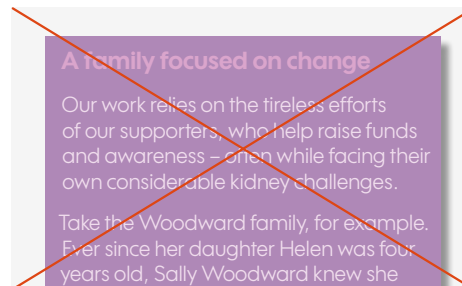 A family focused on change
Our work relies on the tireless efforts
of our supporters, who help raise funds
and awareness – often while facing their
own considerable kidney challenges.
Take the Woodward family, for example.
Ever since her daughter Helen was four
years old, Sally Woodward knew she